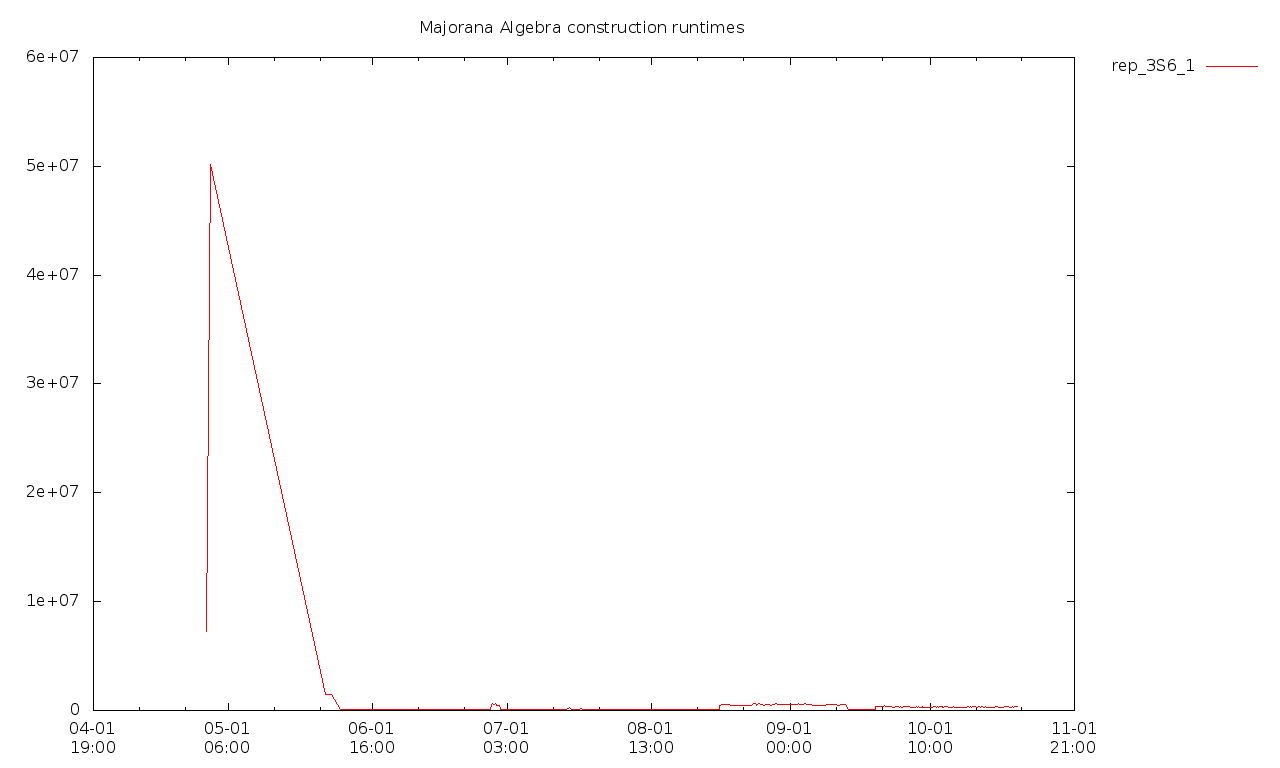 Majorana Algebra construction runtimes
rep_3S6_1
6e+07
5e+07
4e+07
3e+07
2e+07
1e+07
0
04-01 05-01 06-01 07-01 08-01 09-01 10-01 11-01
19:00 06:00 16:00 03:00 13:00 00:00 10:00 21:00